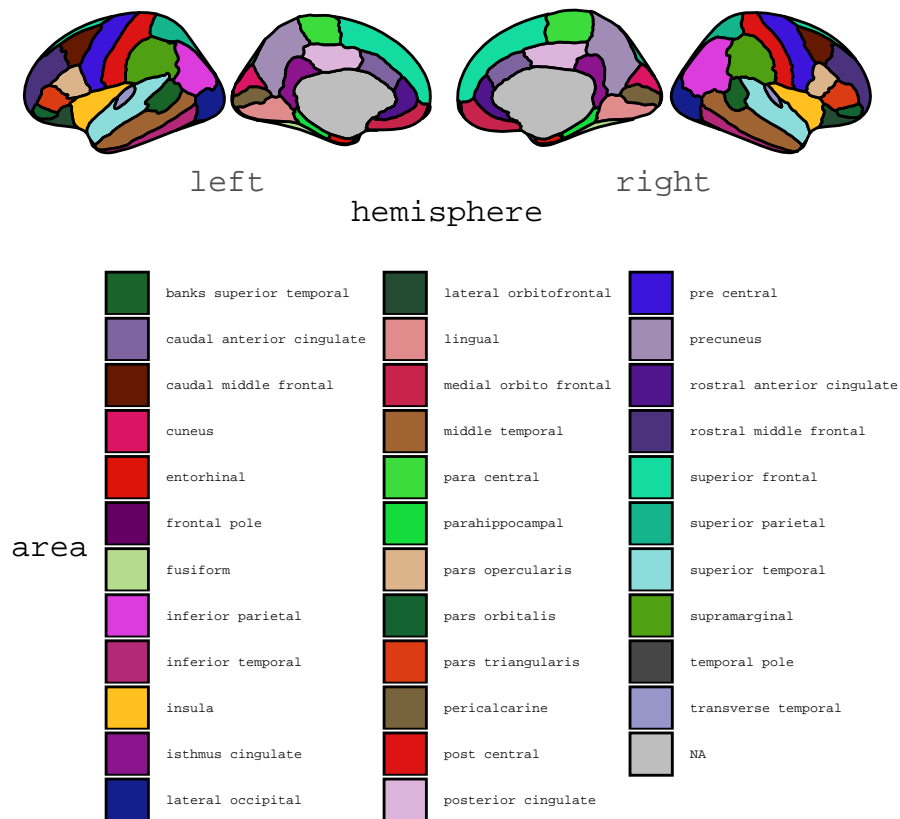 left right
hemisphere
area
banks superior temporal
caudal anterior cingulate
caudal middle frontal
cuneus
entorhinal
frontal pole
fusiform
inferior parietal
inferior temporal
insula
isthmus cingulate
lateral occipital
lateral orbitofrontal
lingual
medial orbito frontal
middle temporal
para central
parahippocampal
pars opercularis
pars orbitalis
pars triangularis
pericalcarine
post central
posterior cingulate
pre central
precuneus
rostral anterior cingulate
rostral middle frontal
superior frontal
superior parietal
superior temporal
supramarginal
temporal pole
transverse temporal
NA